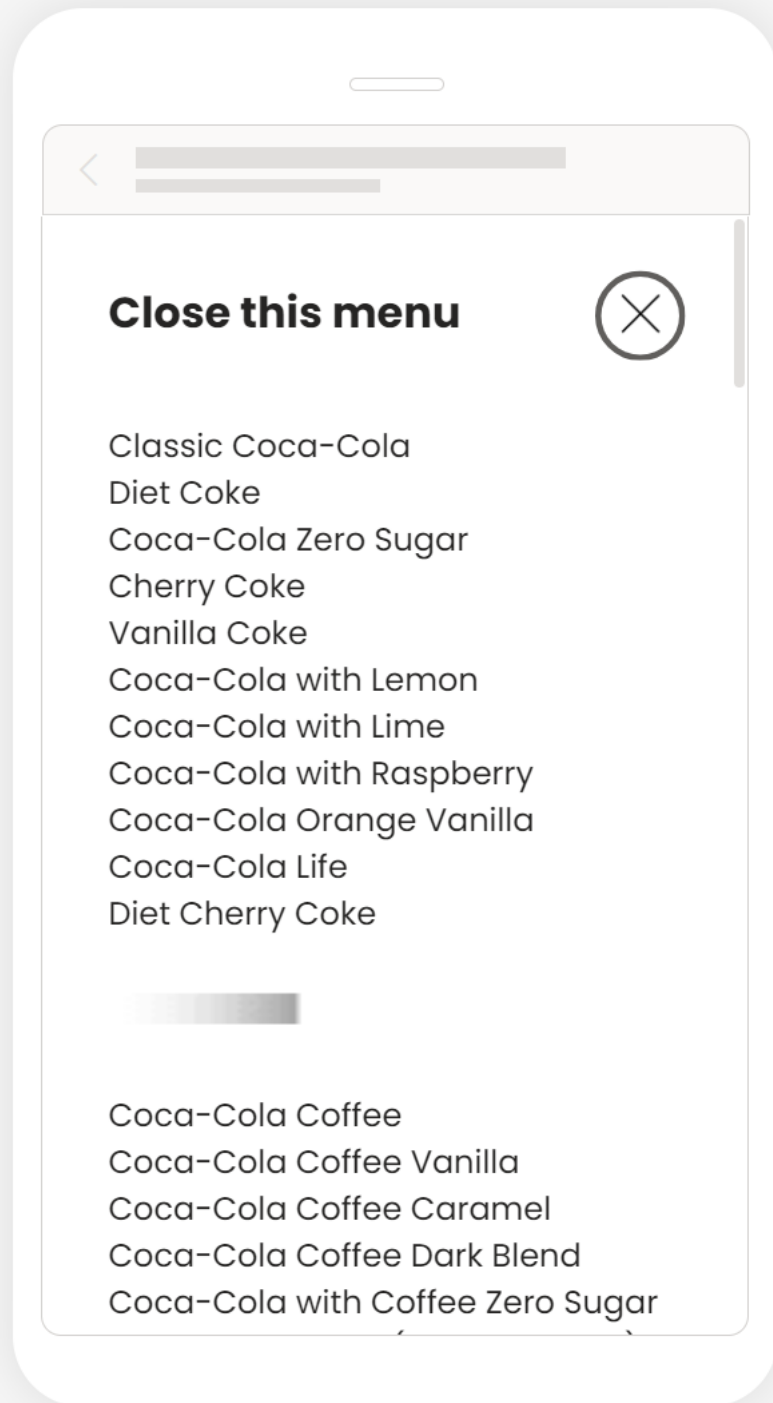 Close this menu
Classic Coca-Cola
Diet Coke
Coca-Cola Zero Sugar
Cherry Coke
Vanilla Coke
Coca-Cola with Lemon
Coca-Cola with Lime
Coca-Cola with Raspberry
Coca-Cola Orange Vanilla
Coca-Cola Life
Diet Cherry Coke
Coca-Cola Coffee
Coca-Cola Coffee Vanilla
Coca-Cola Coffee Caramel
Coca-Cola Coffee Dark Blend
Coca-Cola with Coffee Zero Sugar